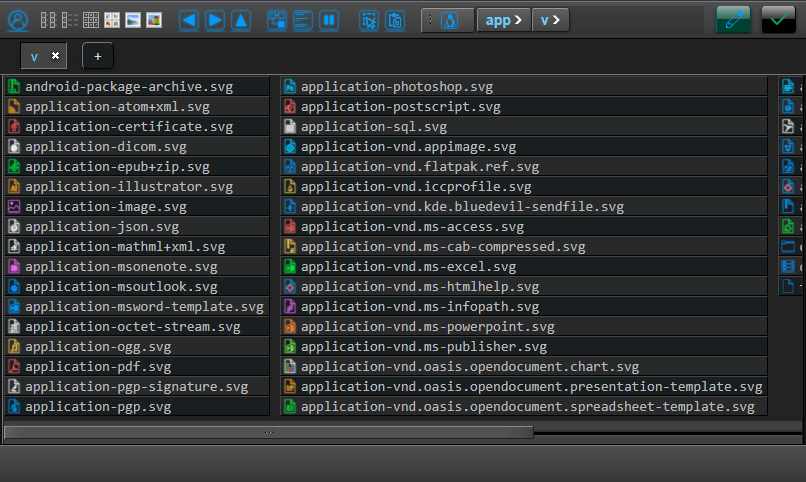 app >
v >
v ×
+
android-package-archive.svg
application-atom+xml.svg
application-certificate.svg
application-dicom.svg
application-epub+zip.svg
application-illustrator.svg
application-image.svg
application-json.svg
application-mathml+xml.svg
application-msonenote.svg
application-msoutlook.svg
application-msword-template.svg
application-octet-stream.svg
application-ogg.svg
application-pdf.svg
application-pgp-signature.svg
application-pgp.svg
application-photoshop.svg
application-postscript.svg
application-sql.svg
application-vnd.appimage.svg
application-vnd.flatpak.ref.svg
application-vnd.iccprofile.svg
application-vnd.kde.bluedevil-sendfile.svg
application-vnd.ms-access.svg
application-vnd.ms-cab-compressed.svg
application-vnd.ms-excel.svg
application-vnd.ms-htmlhelp.svg
application-vnd.ms-infopath.svg
application-vnd.ms-powerpoint.svg
application-vnd.ms-publisher.svg
application-vnd.oasis.opendocument.chart.svg
application-vnd.oasis.opendocument.presentation-template.svg
application-vnd.oasis.opendocument.spreadsheet-template.svg